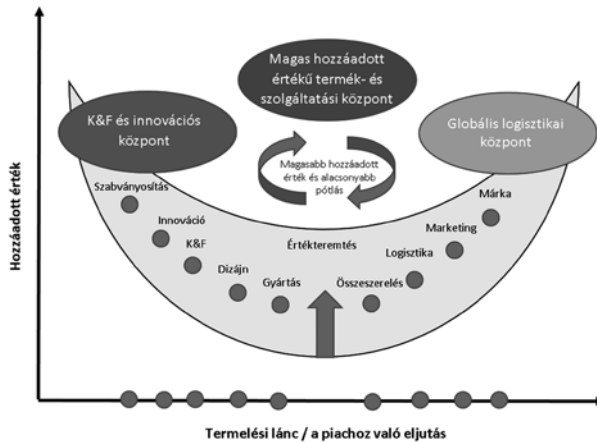 Magas hozzáadott
értékű termék- és
szolgáltatási központ
K&F és innovációs
központ
Globális logisztikai
központ
Magasabb hozzáadott
érték és alacsonyabb
pótlás
Szabványosítás
Innováció
K&F
Dizájn
Gyártás
Értékteremtés
Összeszerelés
Logisztika
Marketing
Márka
Hozzáadott érték
Termelési lánc / a piachoz való eljutás